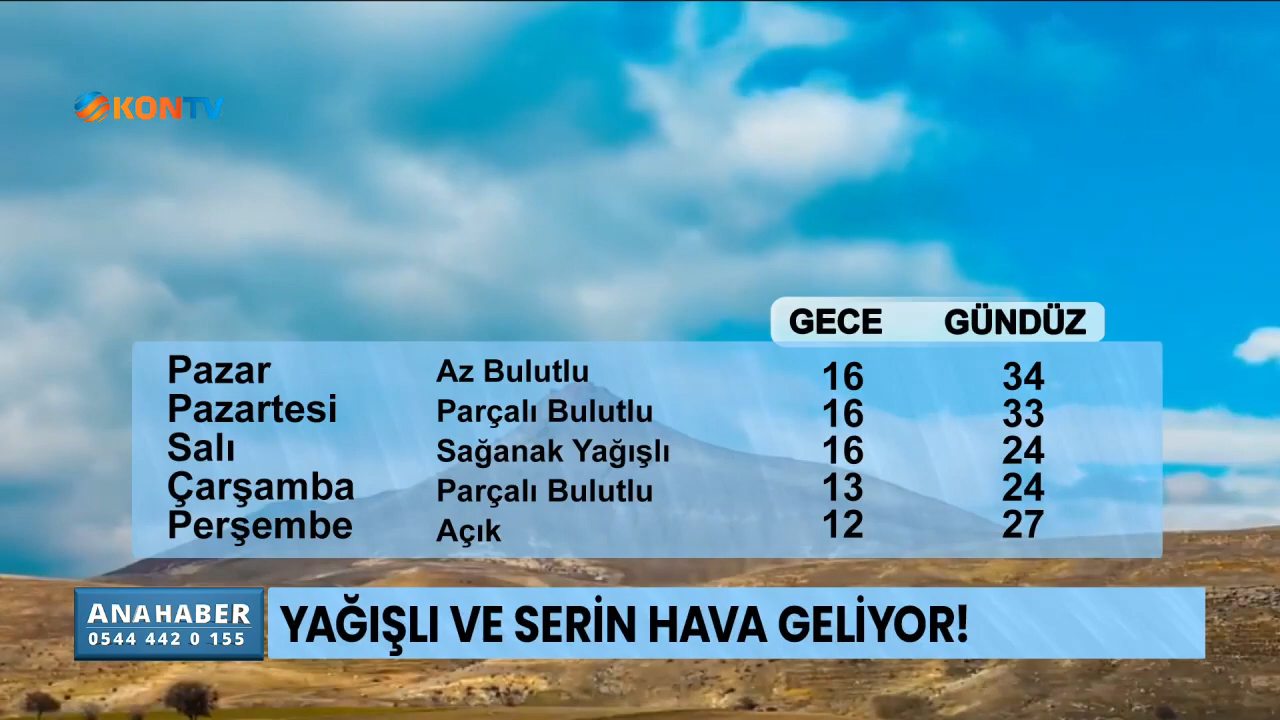 KONTV
GECE GÜNDÜZ
Pazar Az Bulutlu 16 34
Pazartesi Parçalı Bulutlu 16 33
Salı Sağanak Yağışlı 16 24
Çarşamba Parçalı Bulutlu 13 24
Perşembe Açık 12 27
ANAHABER
0544 442 0 155
YAĞIŞLI VE SERİN HAVA GELİYOR!